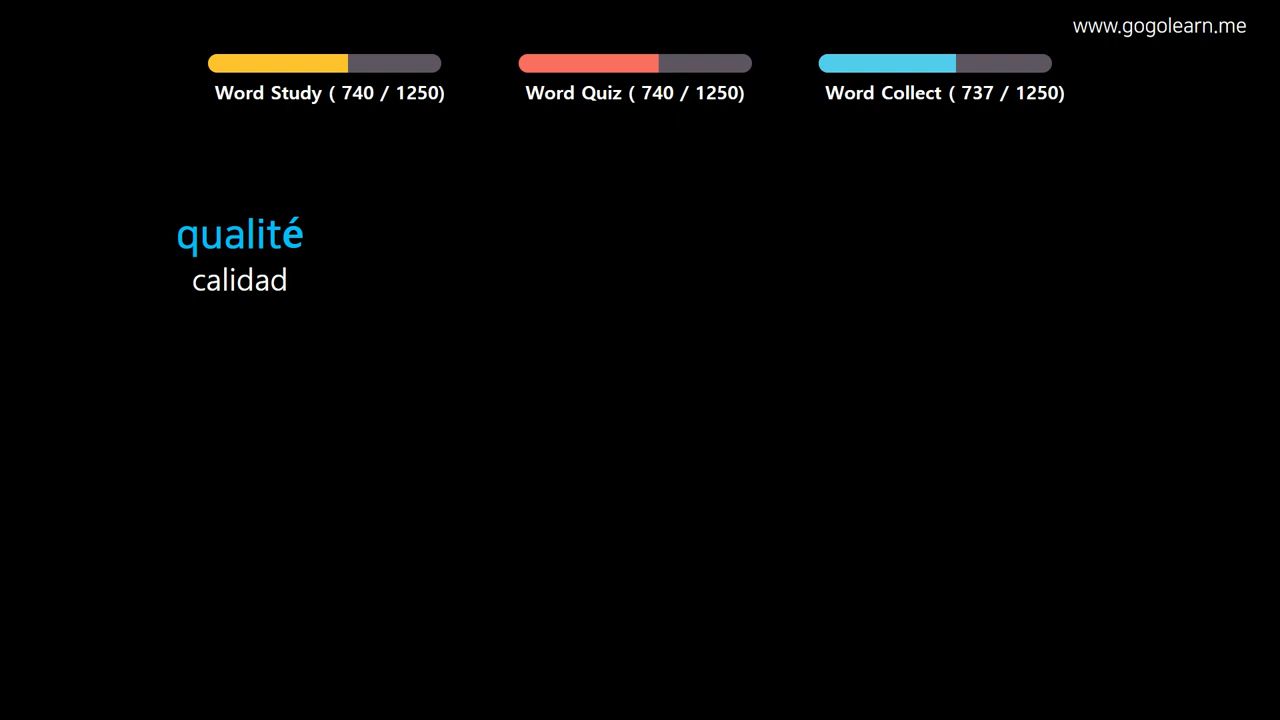 www.gogolearn.me
Word Study ( 740 / 1250)
Word Quiz ( 740 / 1250)
Word Collect ( 737 / 1250)
qualité
calidad